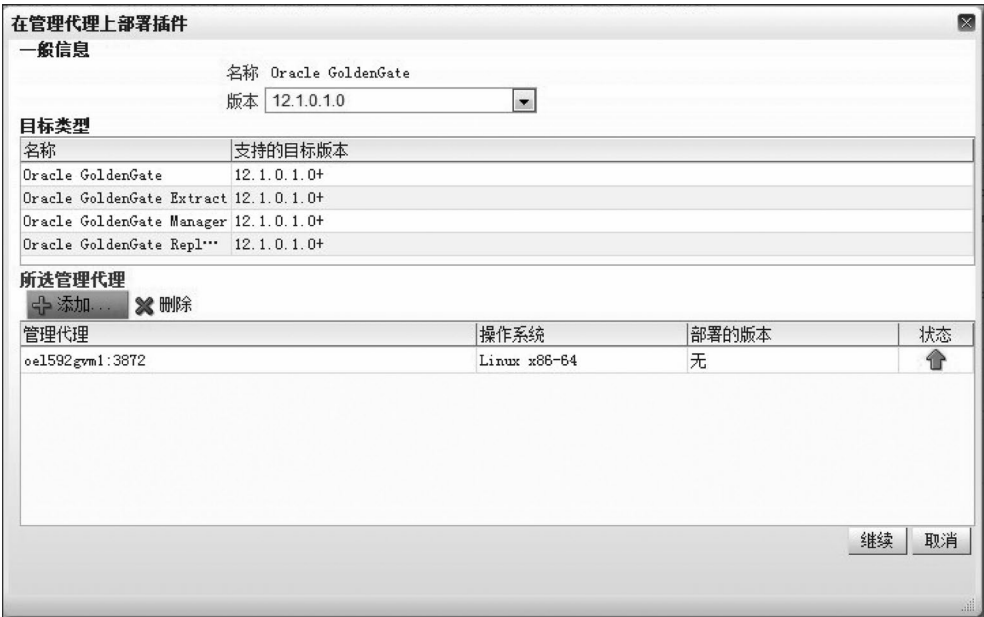 在管理代理上部署插件
一般信息
名称 Oracle GoldenGate
版本 12.1.0.1.0
目标类型
名称 支持的目标版本
Oracle GoldenGate 12.1.0.1.0+
Oracle GoldenGate Extract 12.1.0.1.0+
Oracle GoldenGate Manager 12.1.0.1.0+
Oracle GoldenGate Repl... 12.1.0.1.0+
所选管理代理
添加... 删除
管理代理 操作系统 部署的版本 状态
oel592gvm1:3872 Linux x86-64 无
继续 取消